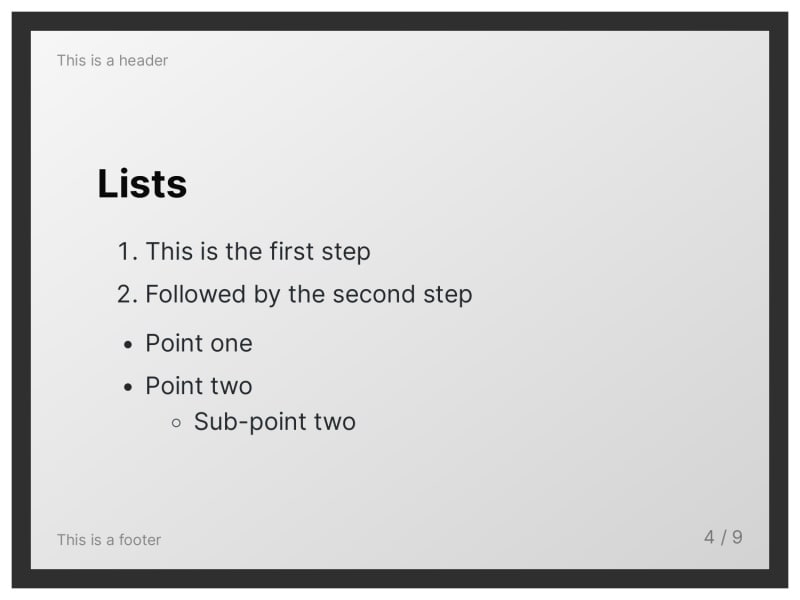 This is a header
Lists
1. This is the first step
2. Followed by the second step
• Point one
• Point two
◦ Sub-point two
This is a footer
4 / 9